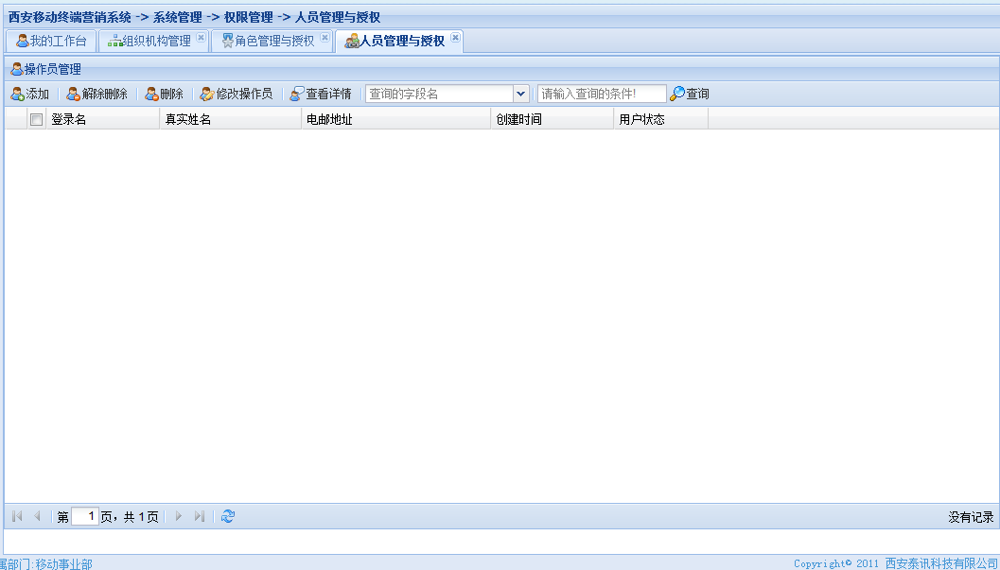 西安移动终端营销系统 -> 系统管理 -> 权限管理 -> 人员管理与授权
我的工作台 组织机构管理 角色管理与授权 人员管理与授权
操作员管理
添加 解除删除 删除 修改操作员 查看详情 查询的字段名 请输入查询的条件! 查询
登录名 真实姓名 电邮地址 创建时间 用户状态
第 1 页，共 1页 没有记录
属部门:移动事业部 Copyright© 2011 西安泰讯科技有限公司